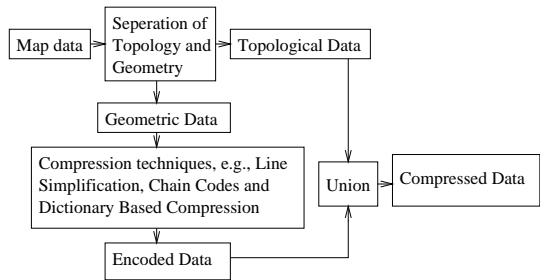 Map data
Seperation of
Topology and
Geometry
Topological Data
Geometric Data
Compression techniques, e.g., Line
Simplification, Chain Codes and
Dictionary Based Compression
Union
Compressed Data
Encoded Data